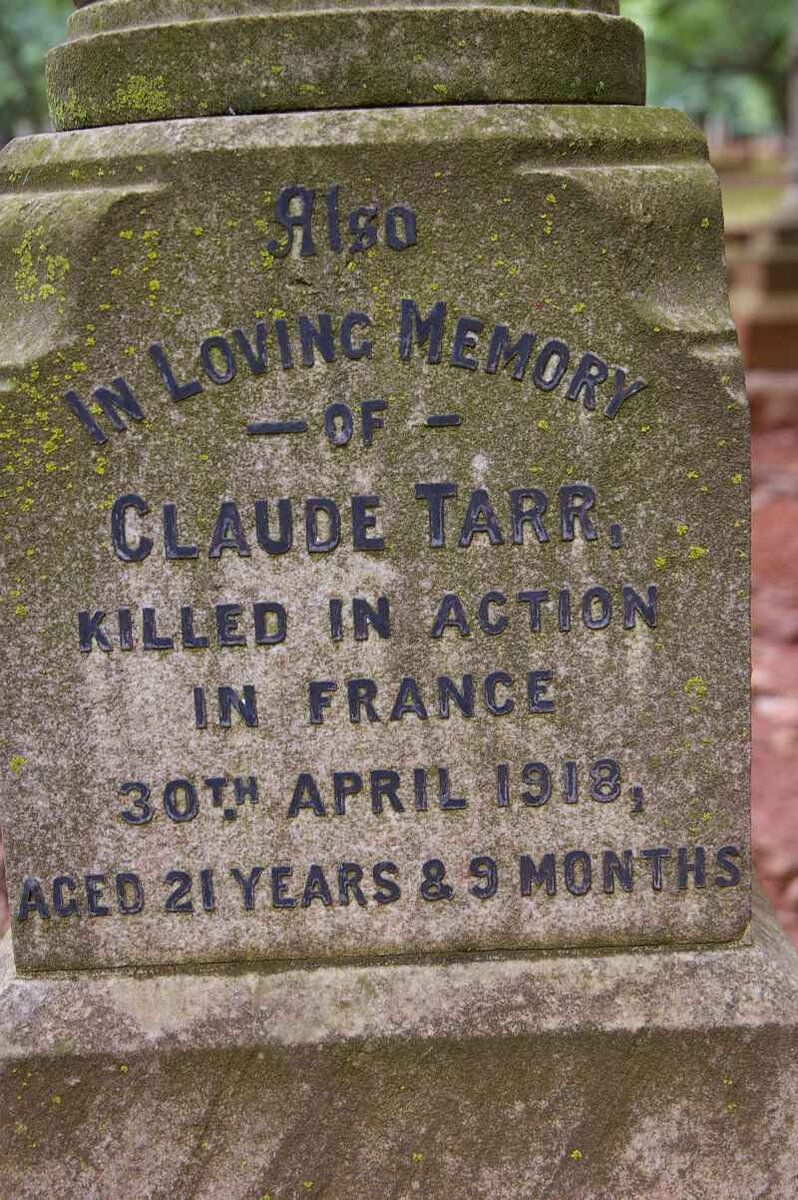 Also
IN LOVING MEMORY
— OF —
CLAUDE TARR,
KILLED IN ACTION
IN FRANCE
30TH. APRIL 1918,
AGED 21 YEARS & 9 MONTHS